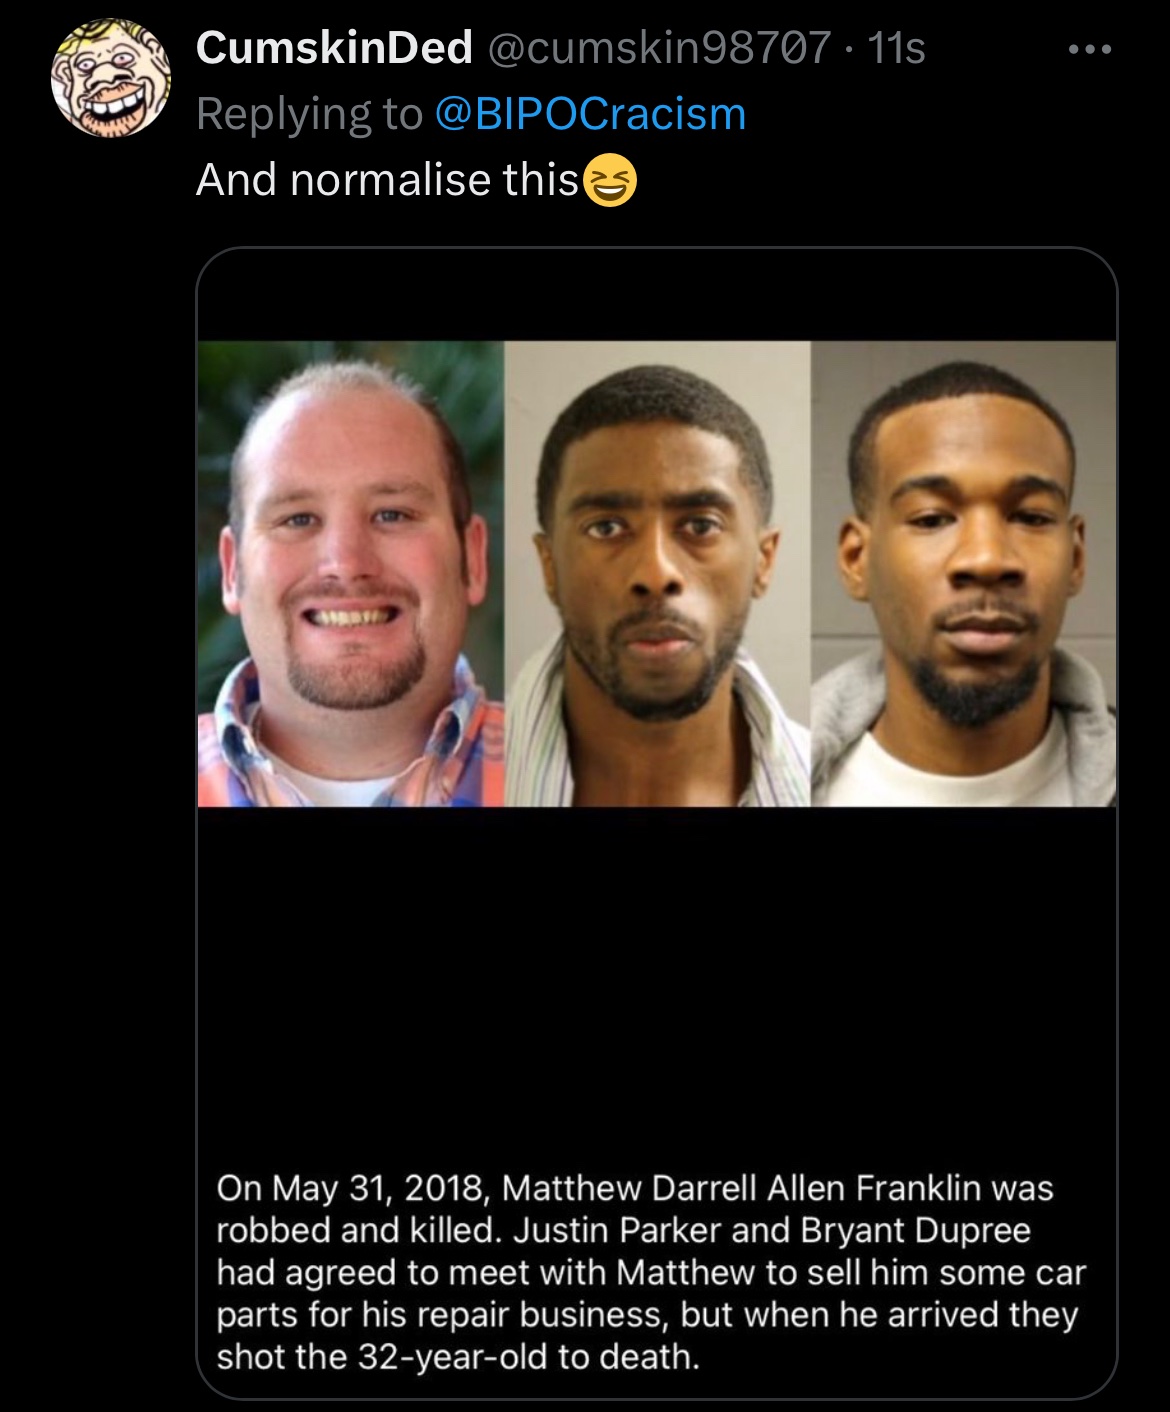 CumskinDed @cumskin98707 · 11s
Replying to @BIPOCracism
And normalise this😆
On May 31, 2018, Matthew Darrell Allen Franklin was
robbed and killed. Justin Parker and Bryant Dupree
had agreed to meet with Matthew to sell him some car
parts for his repair business, but when he arrived they
shot the 32-year-old to death.